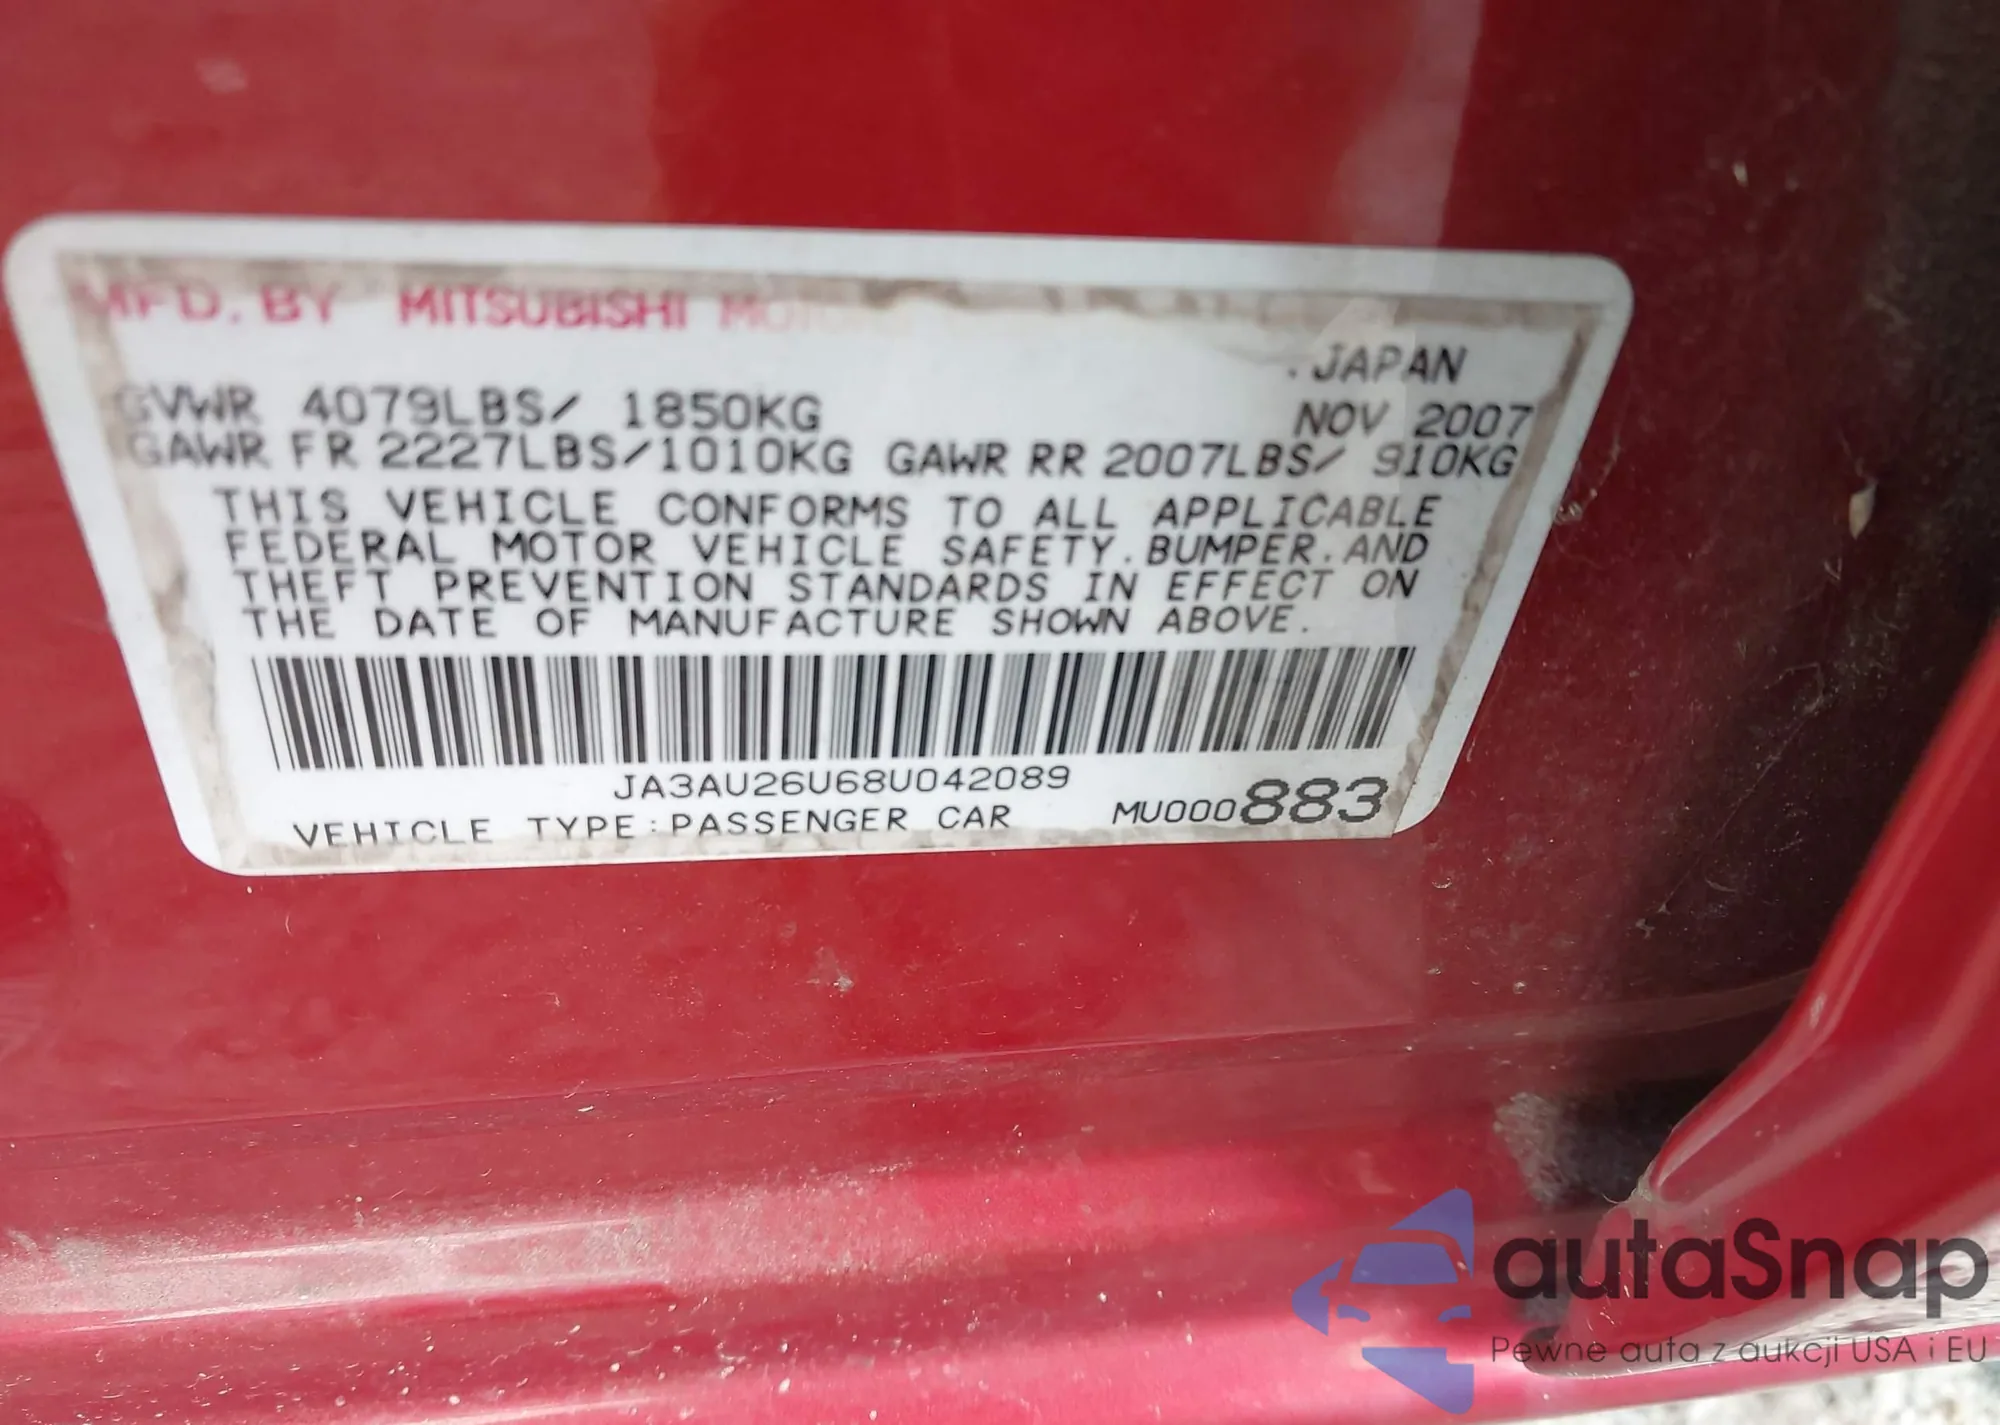 MFD. BY MITSUBISHI MOTORS
. JAPAN
GVWR 4079LBS/ 1850KG NOV 2007
GAWR FR 2227LBS/1010KG GAWR RR 2007LBS/ 910KG
THIS VEHICLE CONFORMS TO ALL APPLICABLE
FEDERAL MOTOR VEHICLE SAFETY.BUMPER.AND
THEFT PREVENTION STANDARDS IN EFFECT ON
THE DATE OF MANUFACTURE SHOWN ABOVE.
JA3AU26U68U042089
VEHICLE TYPE:PASSENGER CAR MU000883
autaSnap
Pewne auta z aukcji USA i EU